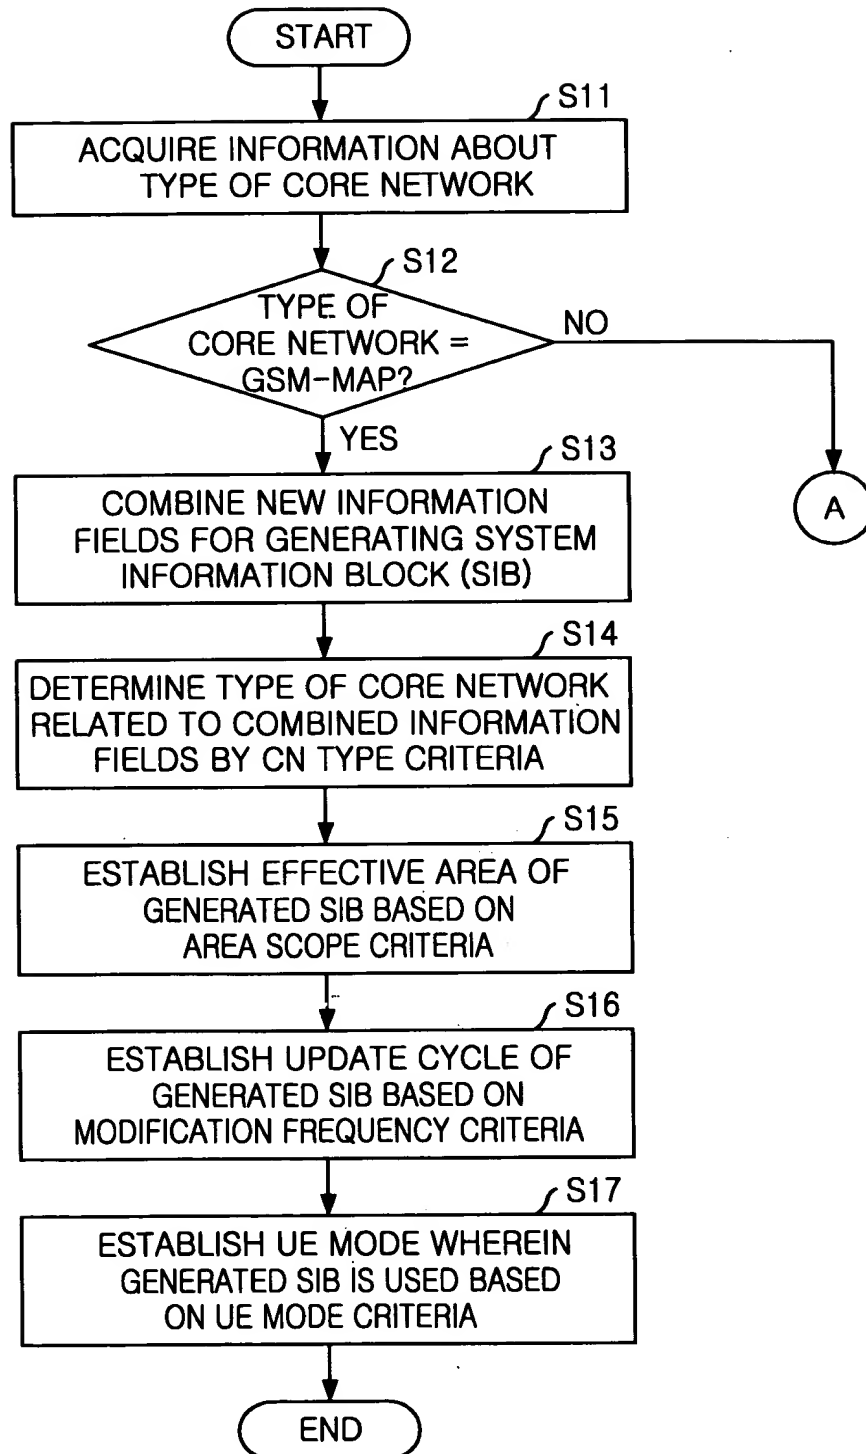 START
S11
ACQUIRE INFORMATION ABOUT
TYPE OF CORE NETWORK
S12
TYPE OF
CORE NETWORK =
GSM-MAP?
NO
YES
A
S13
COMBINE NEW INFORMATION
FIELDS FOR GENERATING SYSTEM
INFORMATION BLOCK (SIB)
S14
DETERMINE TYPE OF CORE NETWORK
RELATED TO COMBINED INFORMATION
FIELDS BY CN TYPE CRITERIA
S15
ESTABLISH EFFECTIVE AREA OF
GENERATED SIB BASED ON
AREA SCOPE CRITERIA
S16
ESTABLISH UPDATE CYCLE OF
GENERATED SIB BASED ON
MODIFICATION FREQUENCY CRITERIA
S17
ESTABLISH UE MODE WHEREIN
GENERATED SIB IS USED BASED
ON UE MODE CRITERIA
END